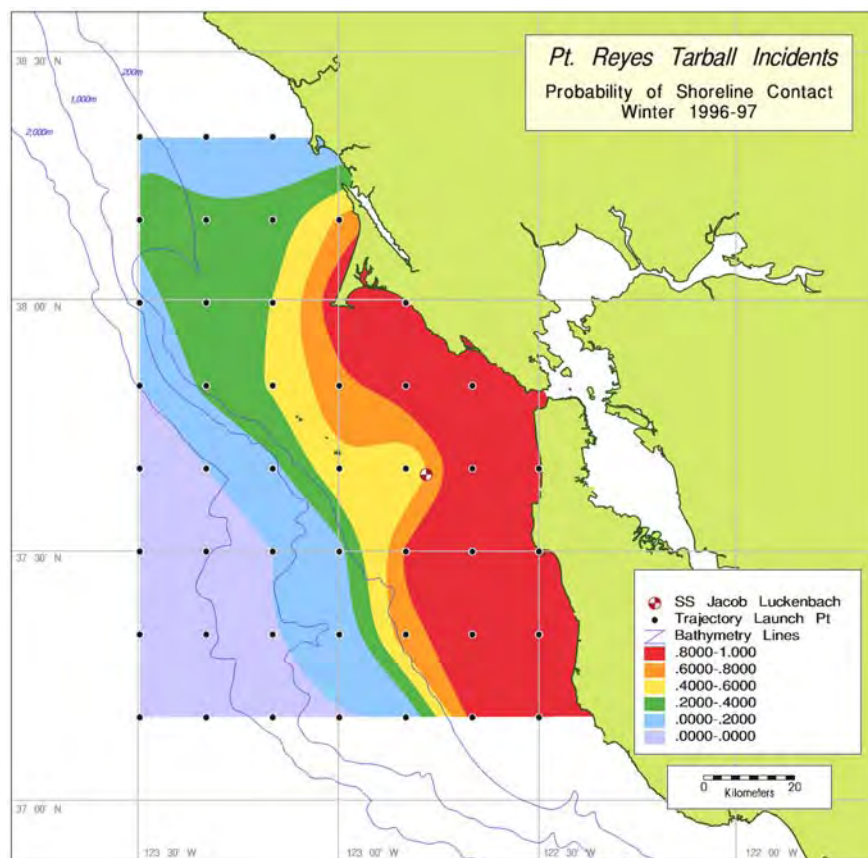 Pt. Reyes Tarball Incidents
Probability of Shoreline Contact
Winter 1996-97
38 30' N
200m
1,000m
2,000m
38 00' N
37 30' N
37 00' N
123 30' W
123 00' W
122 30' W
122 00' W
SS Jacob Luckenbach
Trajectory Launch Pt
Bathymetry Lines
.8000-1.000
.6000-.8000
.4000-.6000
.2000-.4000
.0000-.2000
.0000-.0000
0 20
Kilometers